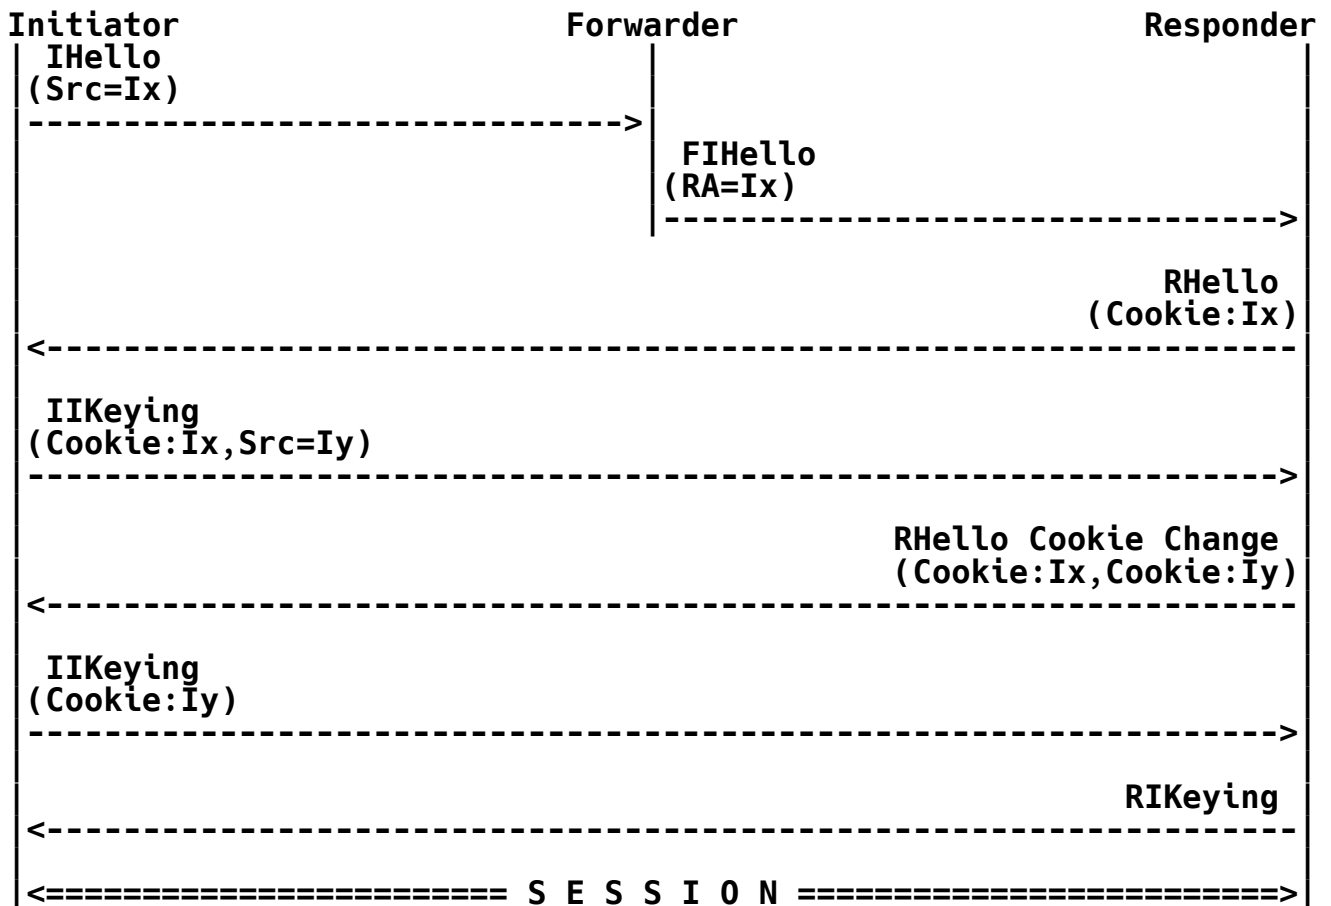 Initiator Forwarder Responder
IHello
(Src=Ix)
FIHello
(RA=Ix)
RHello
(Cookie:Ix)
IIKeying
(Cookie:Ix,Src=Iy)
RHello Cookie Change
(Cookie:Ix,Cookie:Iy)
IIKeying
(Cookie:Iy)
RIKeying
S E S S I O N